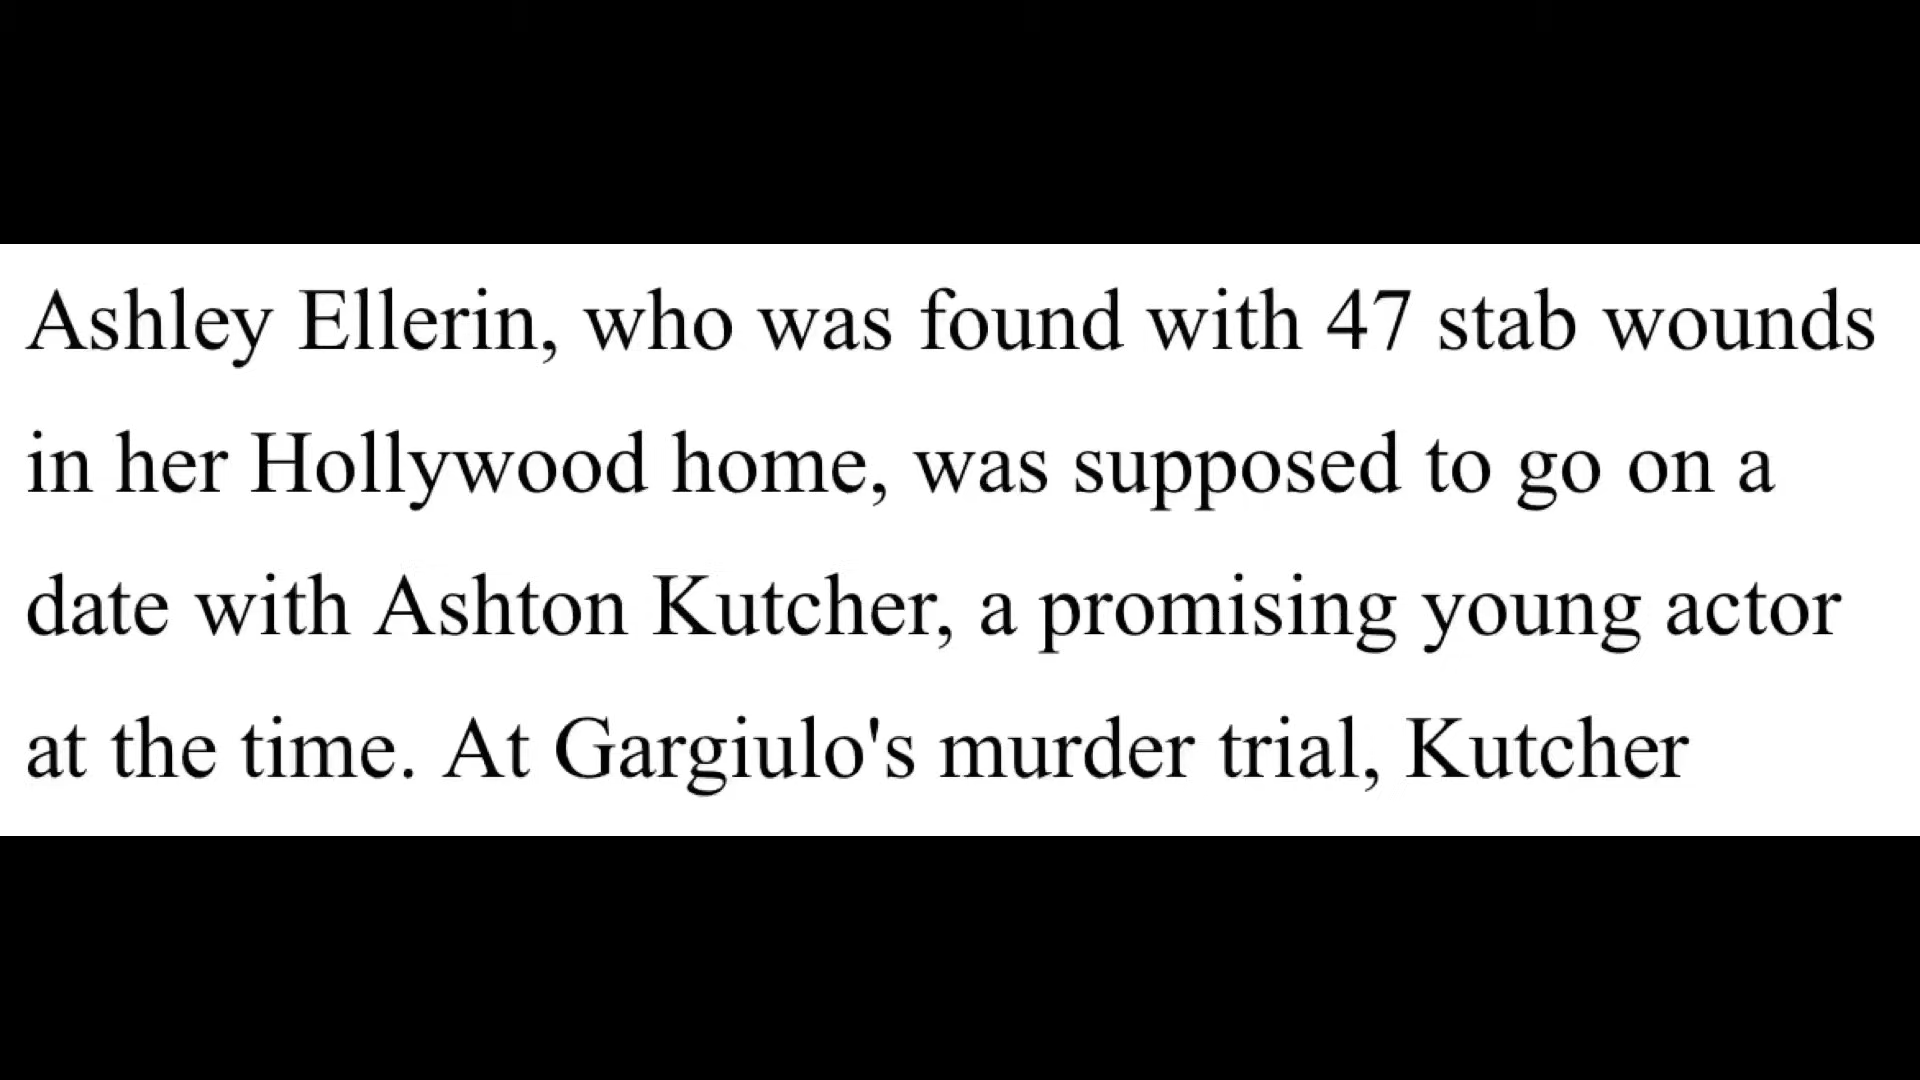 Ashley Ellerin, who was found with 47 stab wounds
in her Hollywood home, was supposed to go on a
date with Ashton Kutcher, a promising young actor
at the time. At Gargiulo's murder trial, Kutcher